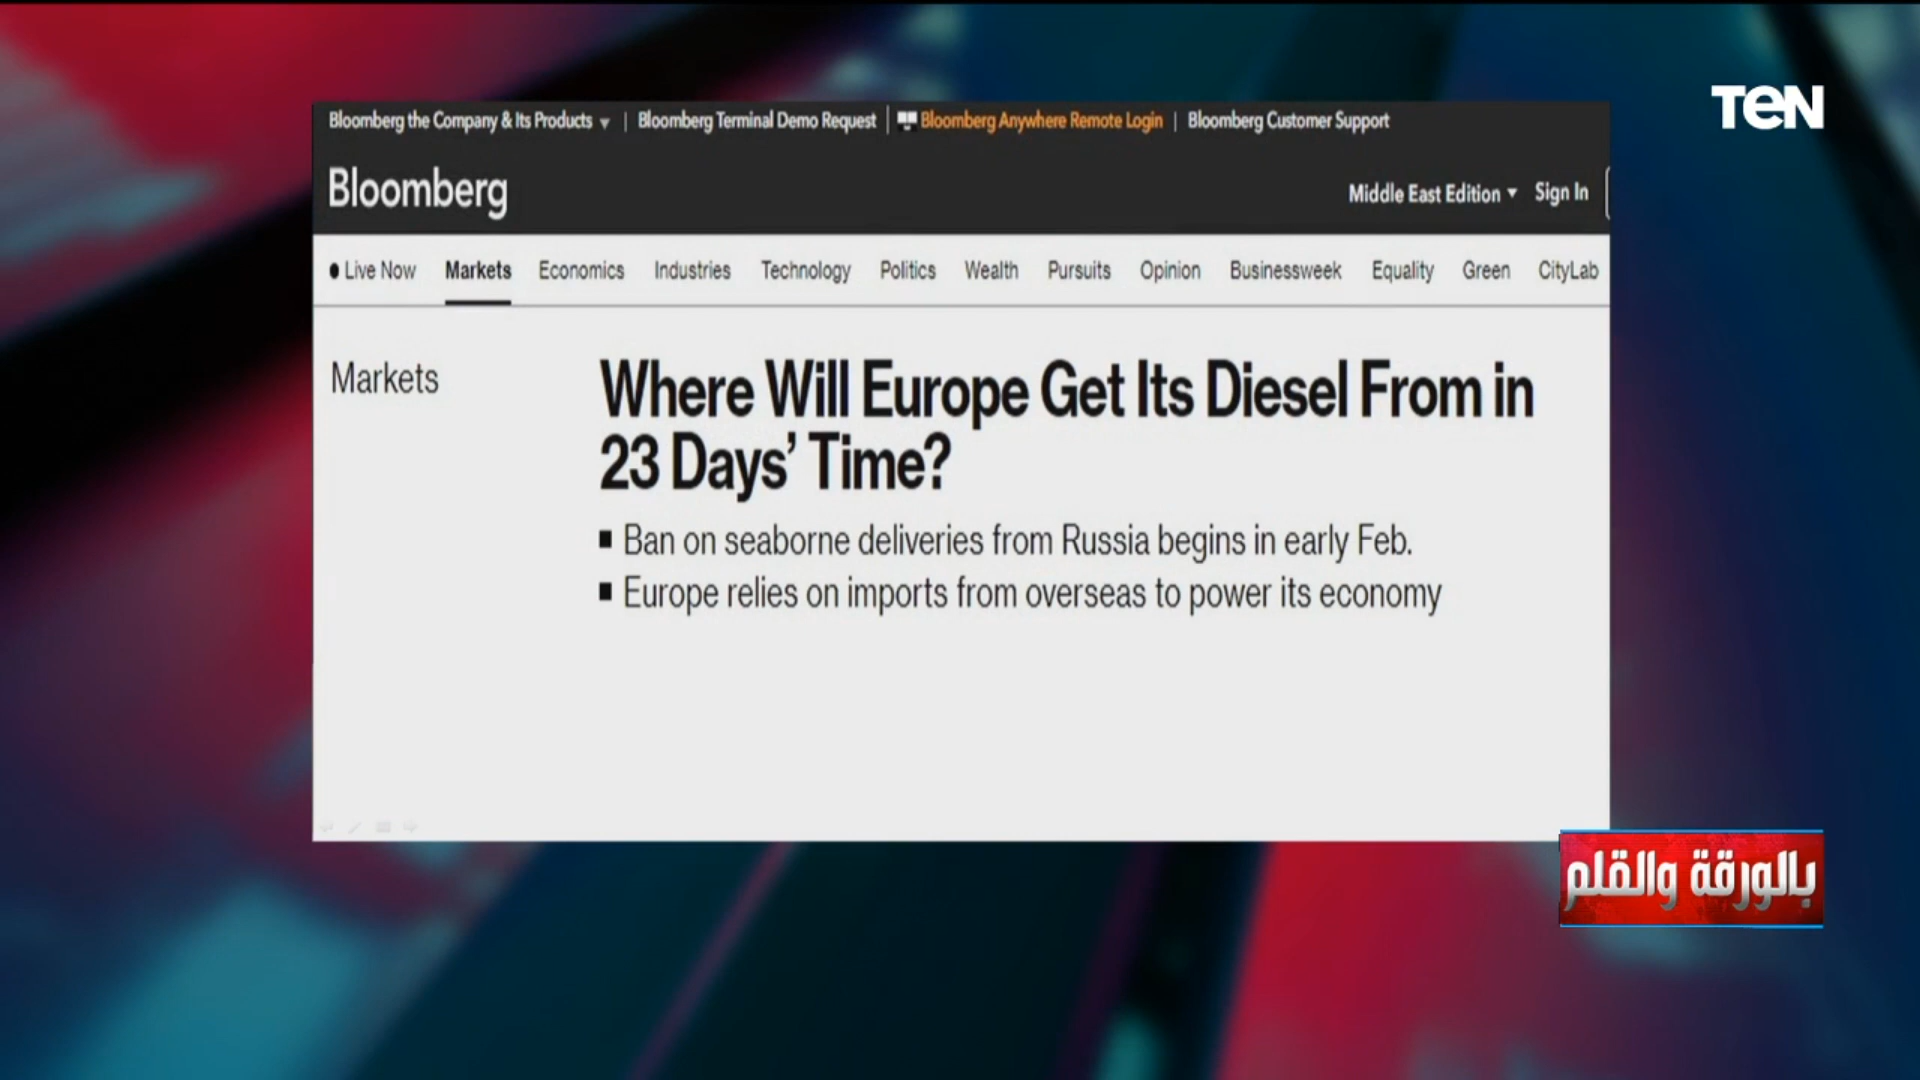 TeN
Bloomberg the Company & Its Products | Bloomberg Terminal Demo Request | Bloomberg Anywhere Remote Login | Bloomberg Customer Support
Bloomberg
Middle East Edition Sign In
Live Now Markets Economics Industries Technology Politics Wealth Pursuits Opinion Businessweek Equality Green CityLab
Markets
Where Will Europe Get Its Diesel From in
23 Days’ Time?
Ban on seaborne deliveries from Russia begins in early Feb.
Europe relies on imports from overseas to power its economy
بالورقة والقلم